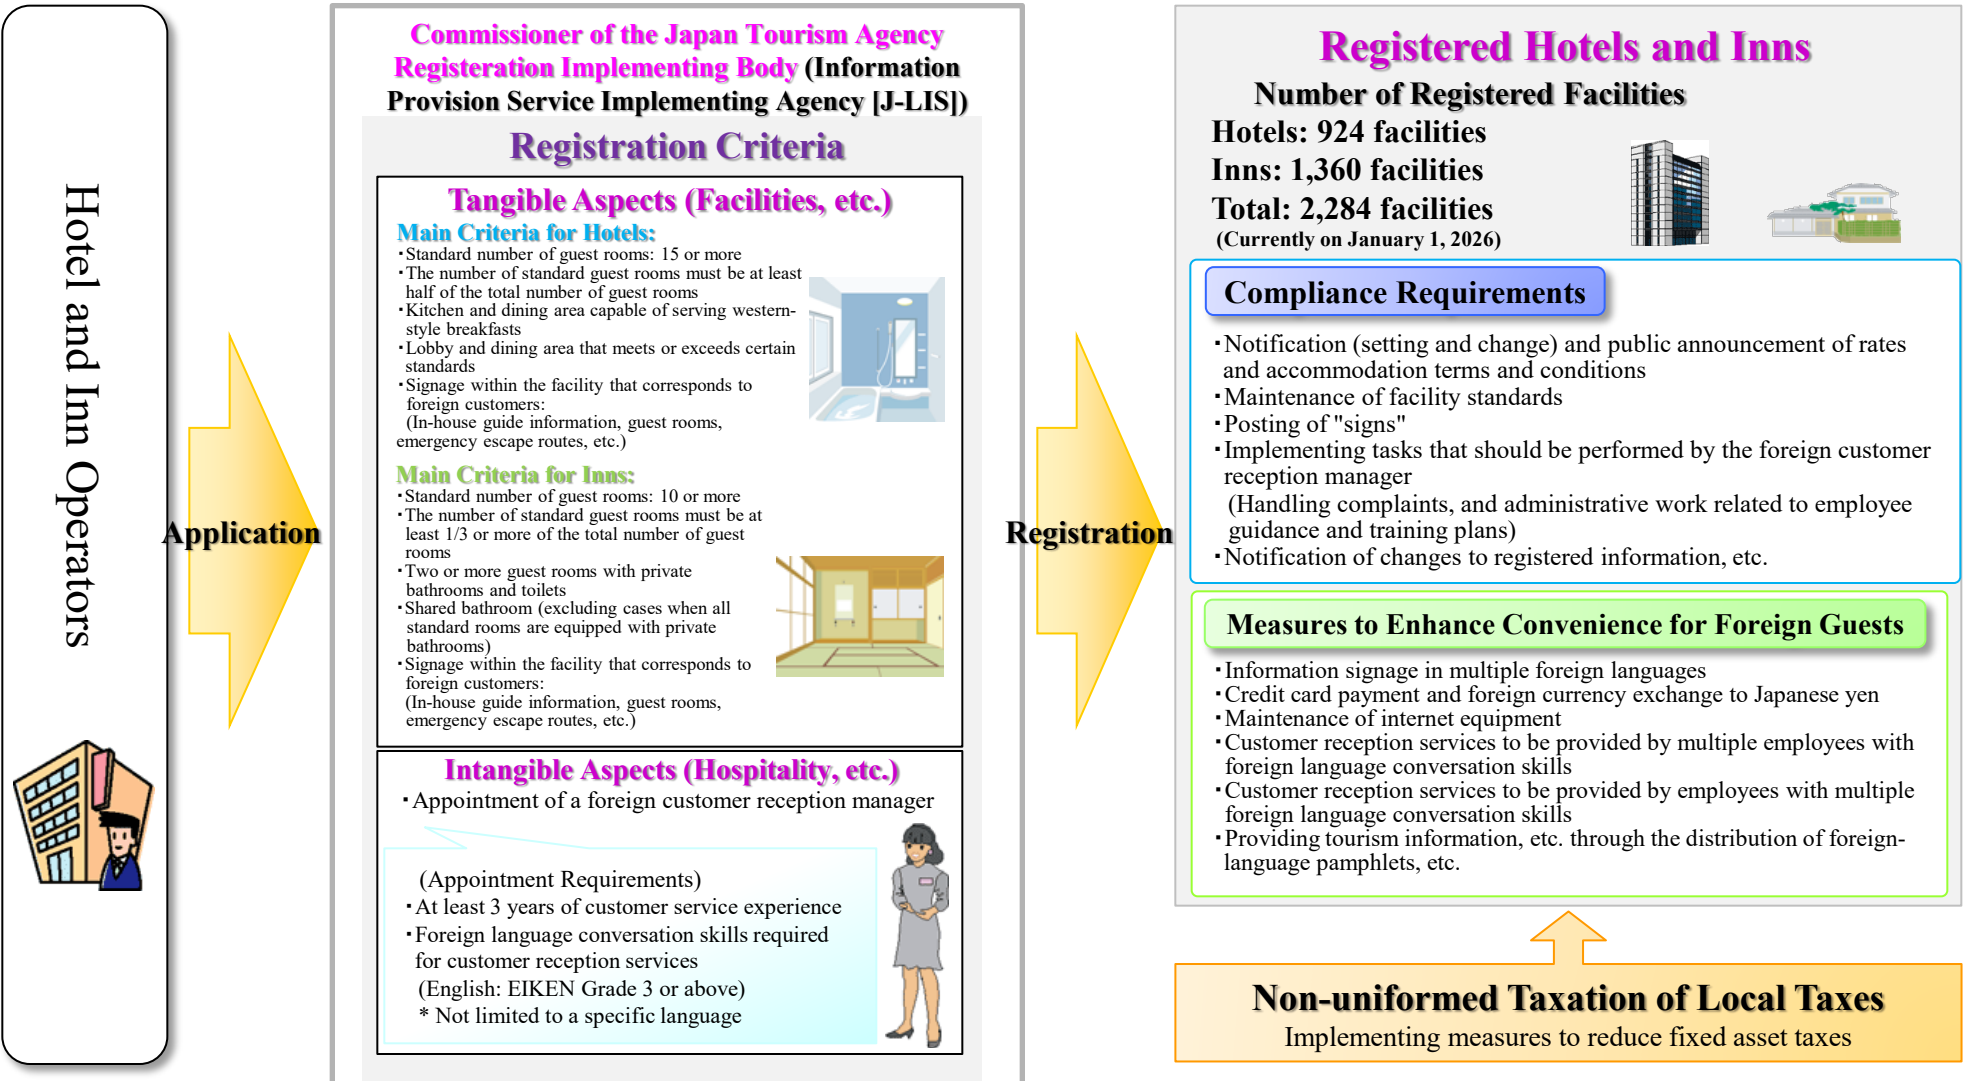 Hotel and Inn Operators
Application
Commissioner of the Japan Tourism Agency
Registeration Implementing Body (Information
Provision Service Implementing Agency [J-LIS])
Registration Criteria
Tangible Aspects (Facilities, etc.)
Main Criteria for Hotels:
・Standard number of guest rooms: 15 or more
・The number of standard guest rooms must be at least
half of the total number of guest rooms
・Kitchen and dining area capable of serving western-
style breakfasts
・Lobby and dining area that meets or exceeds certain
standards
・Signage within the facility that corresponds to
foreign customers:
(In-house guide information, guest rooms,
emergency escape routes, etc.)
Main Criteria for Inns:
・Standard number of guest rooms: 10 or more
・The number of standard guest rooms must be at
least 1/3 or more of the total number of guest
rooms
・Two or more guest rooms with private
bathrooms and toilets
・Shared bathroom (excluding cases when all
standard rooms are equipped with private
bathrooms)
・Signage within the facility that corresponds to
foreign customers:
(In-house guide information, guest rooms,
emergency escape routes, etc.)
Intangible Aspects (Hospitality, etc.)
・Appointment of a foreign customer reception manager
(Appointment Requirements)
・At least 3 years of customer service experience
・Foreign language conversation skills required
for customer reception services
(English: EIKEN Grade 3 or above)
* Not limited to a specific language
Registration
Registered Hotels and Inns
Number of Registered Facilities
Hotels: 924 facilities
Inns: 1,360 facilities
Total: 2,284 facilities
(Currently on January 1, 2026)
Compliance Requirements
・Notification (setting and change) and public announcement of rates
and accommodation terms and conditions
・Maintenance of facility standards
・Posting of "signs"
・Implementing tasks that should be performed by the foreign customer
reception manager
(Handling complaints, and administrative work related to employee
guidance and training plans)
・Notification of changes to registered information, etc.
Measures to Enhance Convenience for Foreign Guests
・Information signage in multiple foreign languages
・Credit card payment and foreign currency exchange to Japanese yen
・Maintenance of internet equipment
・Customer reception services to be provided by multiple employees with
foreign language conversation skills
・Customer reception services to be provided by employees with multiple
foreign language conversation skills
・Providing tourism information, etc. through the distribution of foreign-
language pamphlets, etc.
Non-uniformed Taxation of Local Taxes
Implementing measures to reduce fixed asset taxes